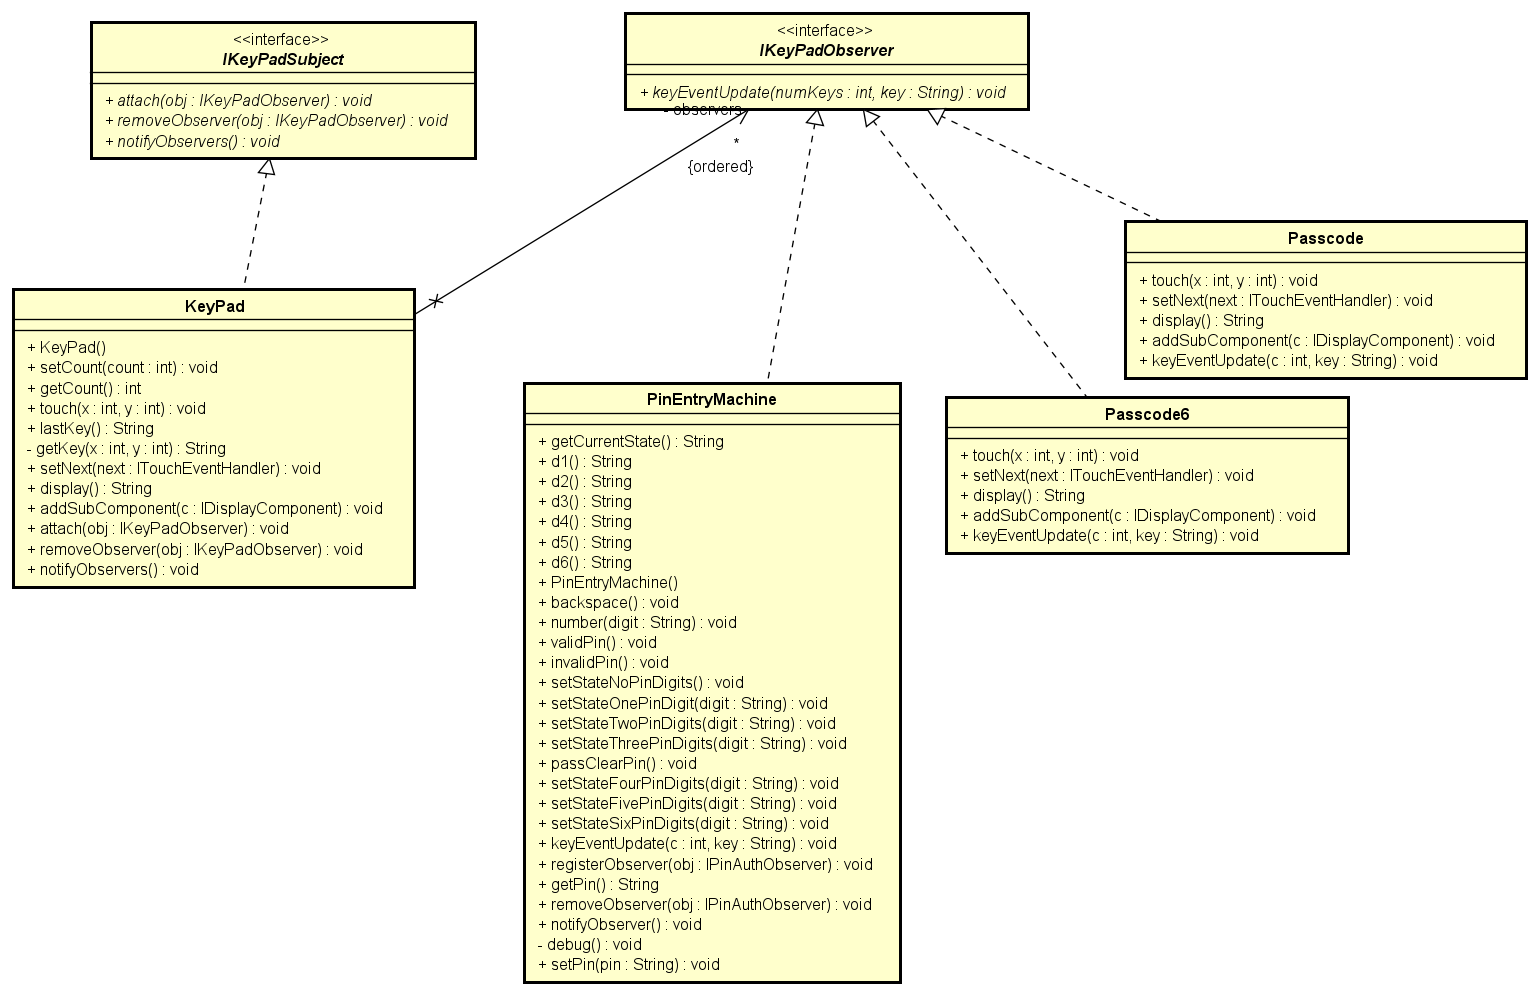 <<interface>>
IKeyPadSubject
+ attach(obj : IKeyPadObserver) : void
+ removeObserver(obj : IKeyPadObserver) : void
+ notifyObservers() : void
<<interface>>
IKeyPadObserver
+ keyEventUpdate(numKeys : int, key : String) : void
- observers
*
{ordered}
KeyPad
+ KeyPad()
+ setCount(count : int) : void
+ getCount() : int
+ touch(x : int, y : int) : void
+ lastKey() : String
- getKey(x : int, y : int) : String
+ setNext(next : ITouchEventHandler) : void
+ display() : String
+ addSubComponent(c : IDisplayComponent) : void
+ attach(obj : IKeyPadObserver) : void
+ removeObserver(obj : IKeyPadObserver) : void
+ notifyObservers() : void
PinEntryMachine
+ getCurrentState() : String
+ d1() : String
+ d2() : String
+ d3() : String
+ d4() : String
+ d5() : String
+ d6() : String
+ PinEntryMachine()
+ backspace() : void
+ number(digit : String) : void
+ validPin() : void
+ invalidPin() : void
+ setStateNoPinDigits() : void
+ setStateOnePinDigit(digit : String) : void
+ setStateTwoPinDigits(digit : String) : void
+ setStateThreePinDigits(digit : String) : void
+ passClearPin() : void
+ setStateFourPinDigits(digit : String) : void
+ setStateFivePinDigits(digit : String) : void
+ setStateSixPinDigits(digit : String) : void
+ keyEventUpdate(c : int, key : String) : void
+ registerObserver(obj : IPinAuthObserver) : void
+ getPin() : String
+ removeObserver(obj : IPinAuthObserver) : void
+ notifyObserver() : void
- debug() : void
+ setPin(pin : String) : void
Passcode6
+ touch(x : int, y : int) : void
+ setNext(next : ITouchEventHandler) : void
+ display() : String
+ addSubComponent(c : IDisplayComponent) : void
+ keyEventUpdate(c : int, key : String) : void
Passcode
+ touch(x : int, y : int) : void
+ setNext(next : ITouchEventHandler) : void
+ display() : String
+ addSubComponent(c : IDisplayComponent) : void
+ keyEventUpdate(c : int, key : String) : void